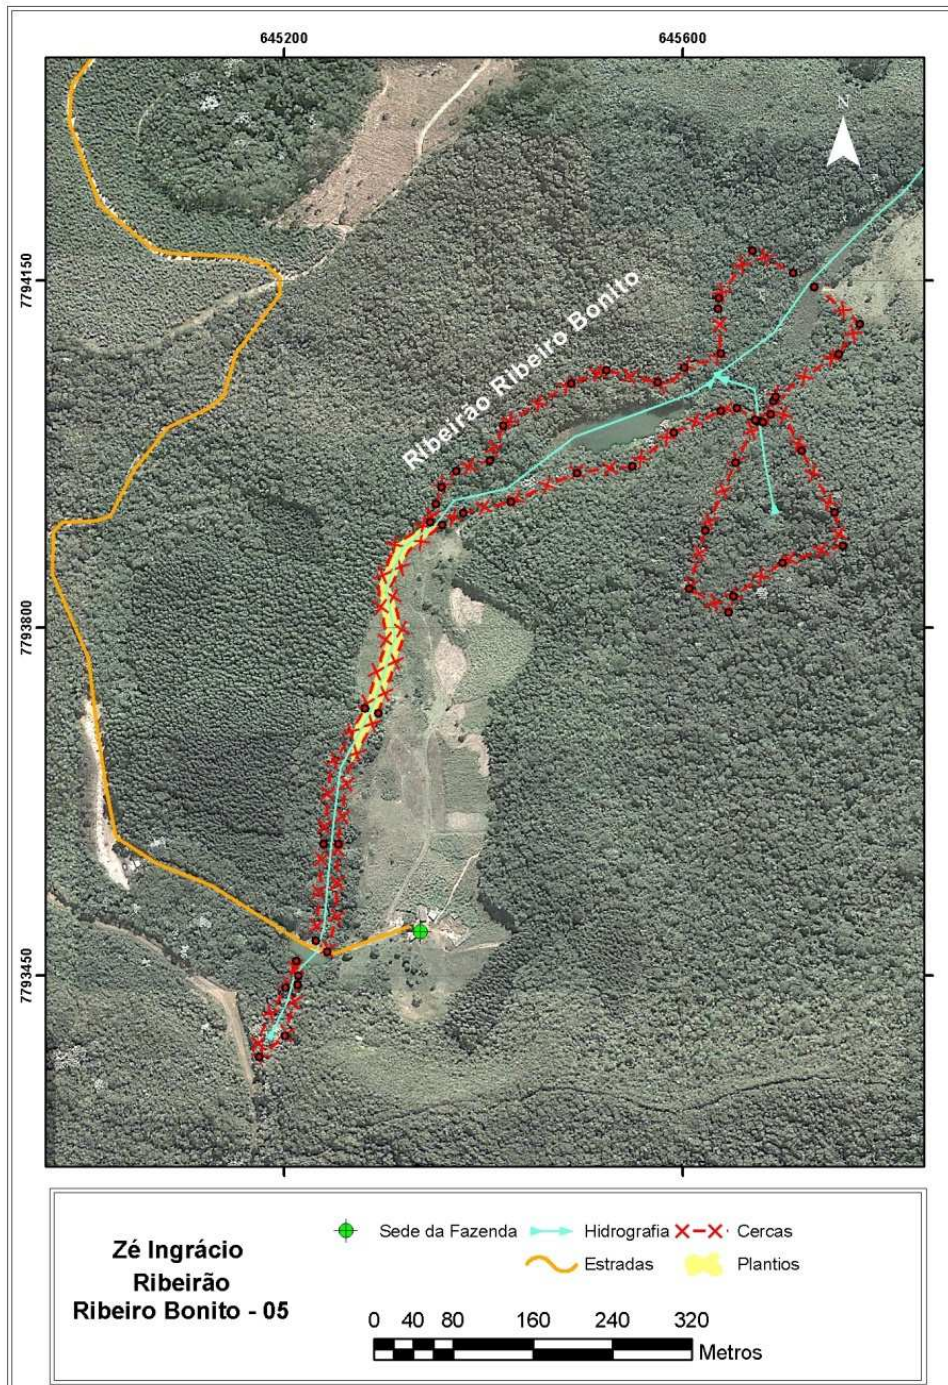 645200
645600
N
7794150
Ribeirão Ribeiro Bonito
7793800
7793450
Zé Ingrácio
Ribeirão
Ribeiro Bonito - 05
Sede da Fazenda
Hidrografia
Cercas
Estradas
Plantios
0 40 80 160 240 320
Metros